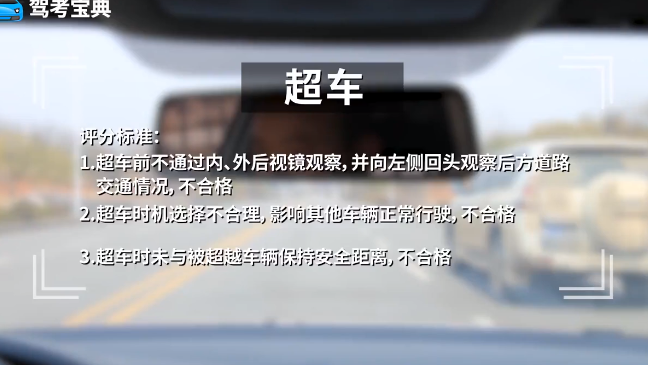 驾考宝典
超车
评分标准：
1.超车前不通过内、外后视镜观察，并向左侧回头观察后方道路
交通情况，不合格
2.超车时机选择不合理，影响其他车辆正常行驶，不合格
3.超车时未与被超越车辆保持安全距离，不合格